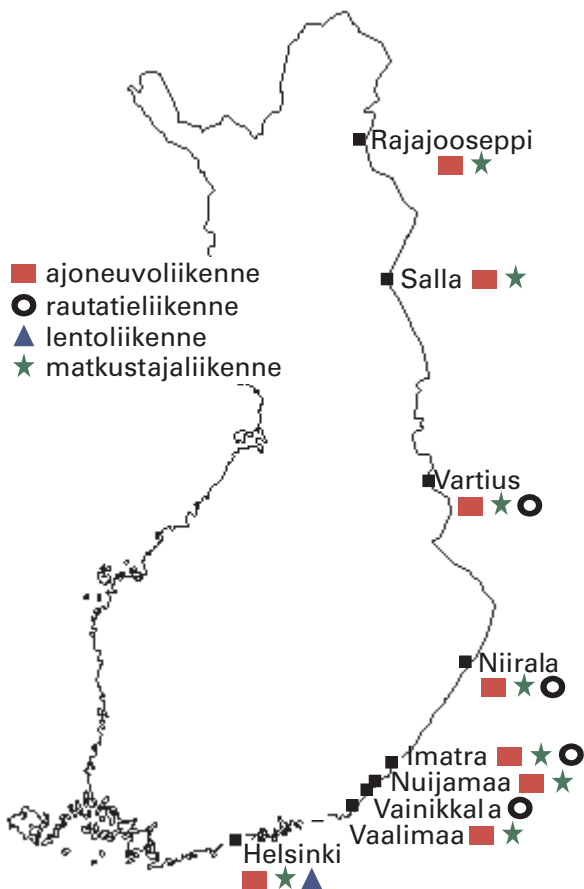 Rajajooseppi
ajoneuvoliikenne
Salla
rautatieliikenne
lentoliikenne
matkustajaliikenne
Vartius
Niirala
Imatra
Nuijamaa
Vainikkala
Vaalimaa
Helsinki